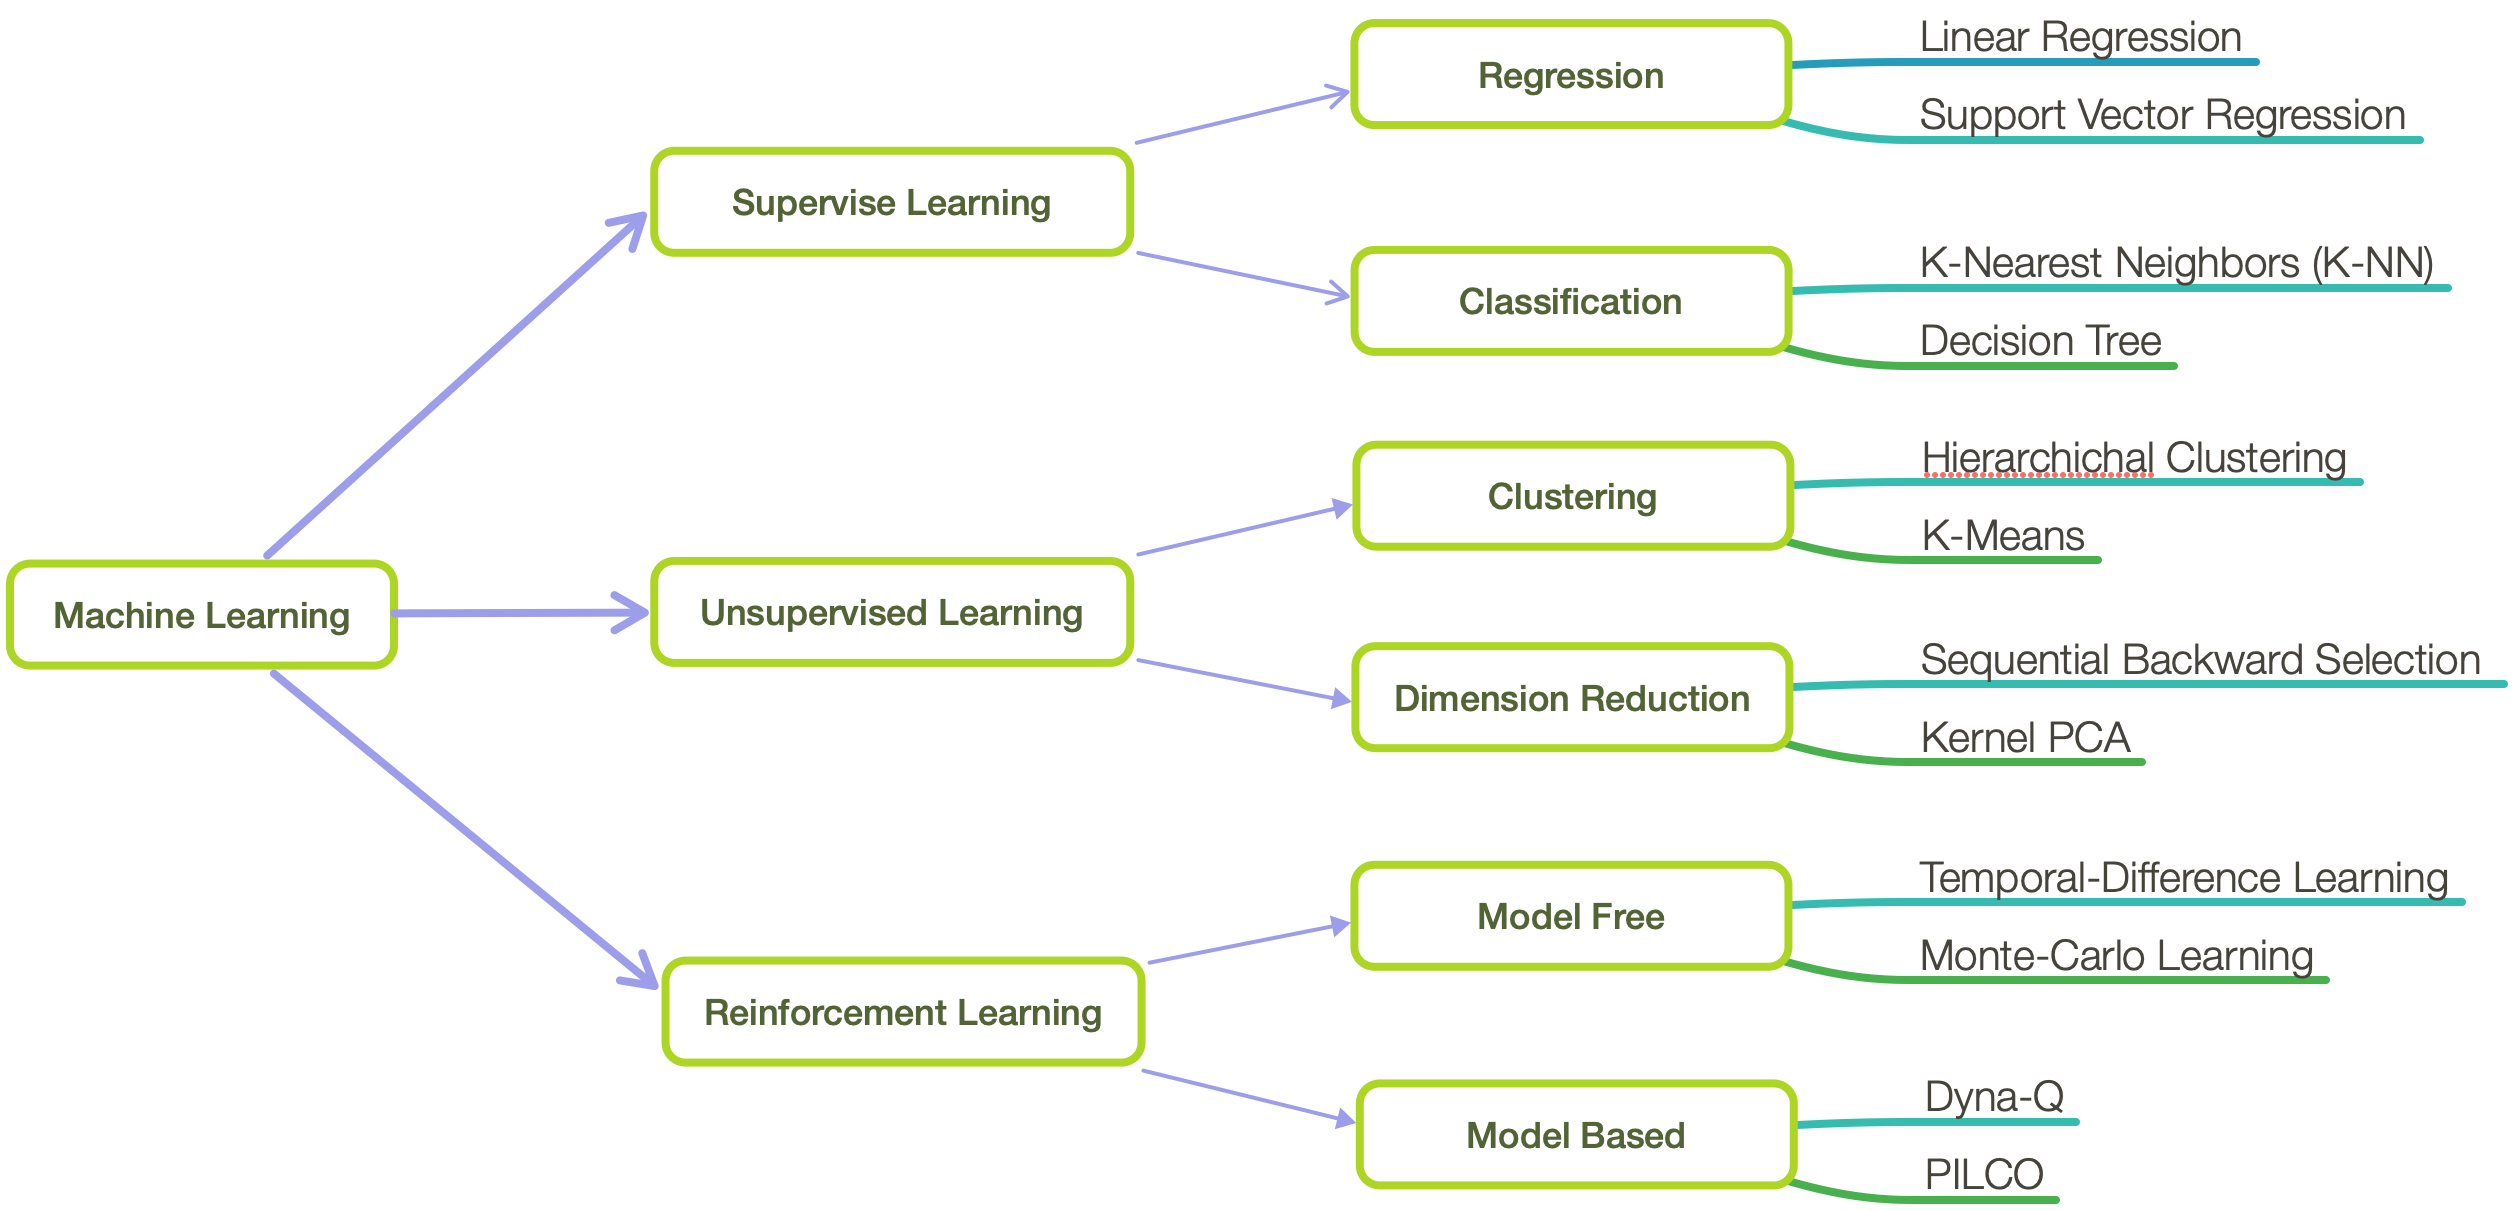 Machine Learning
Supervise Learning
Regression
Linear Regression
Support Vector Regression
Classification
K-Nearest Neighbors (K-NN)
Decision Tree
Unsupervised Learning
Clustering
Hierarchichal Clustering
K-Means
Dimension Reduction
Sequential Backward Selection
Kernel PCA
Reinforcement Learning
Model Free
Temporal-Difference Learning
Monte-Carlo Learning
Model Based
Dyna-Q
PILCO